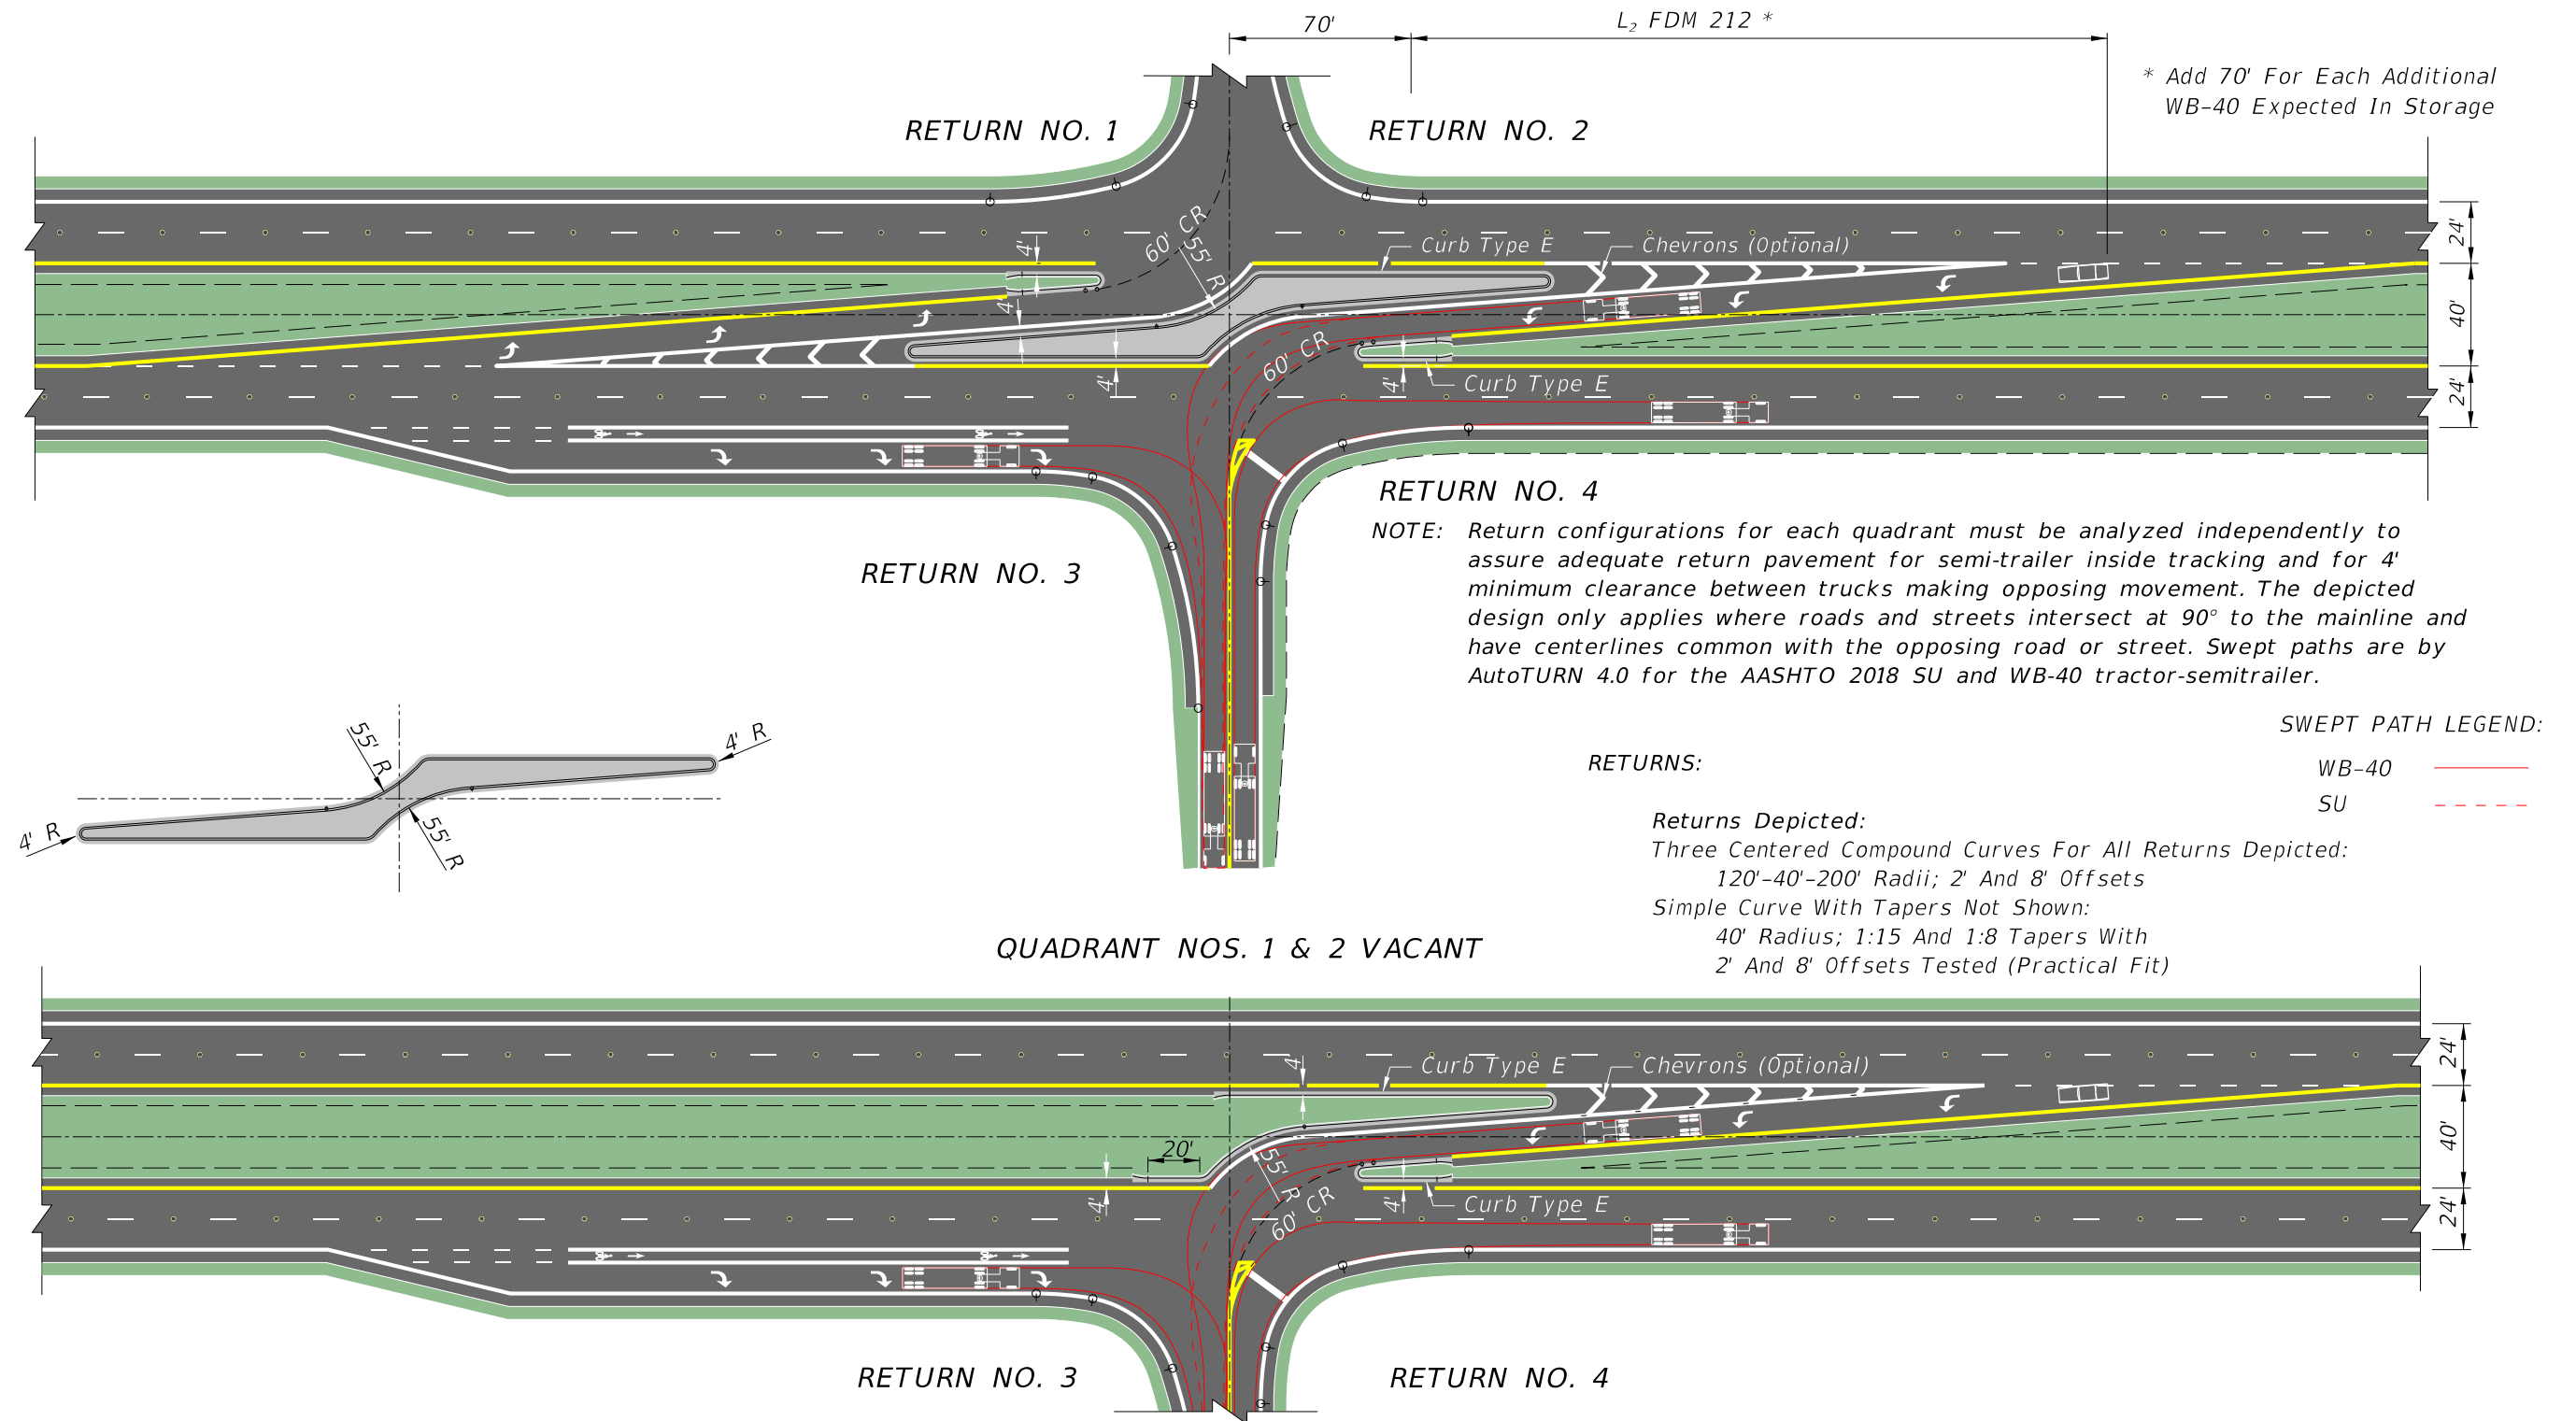 70'
L₂ FDM 212 *
* Add 70' For Each Additional
WB-40 Expected In Storage
RETURN NO. 1
RETURN NO. 2
24'
4'
60' CR
55' R
Curb Type E
Chevrons (Optional)
4'
40'
60' CR
4'
4'
Curb Type E
24'
RETURN NO. 4
NOTE: Return configurations for each quadrant must be analyzed independently to
assure adequate return pavement for semi-trailer inside tracking and for 4'
minimum clearance between trucks making opposing movement. The depicted
design only applies where roads and streets intersect at 90° to the mainline and
have centerlines common with the opposing road or street. Swept paths are by
AutoTURN 4.0 for the AASHTO 2018 SU and WB-40 tractor-semitrailer.
RETURN NO. 3
55' R
4' R
4' R
55' R
SWEPT PATH LEGEND:
WB-40
SU
RETURNS:
Returns Depicted:
Three Centered Compound Curves For All Returns Depicted:
120'-40'-200' Radii; 2' And 8' Offsets
Simple Curve With Tapers Not Shown:
40' Radius; 1:15 And 1:8 Tapers With
2' And 8' Offsets Tested (Practical Fit)
QUADRANT NOS. 1 & 2 VACANT
24'
4'
Curb Type E
Chevrons (Optional)
20'
40'
55' R
4'
60' CR
4'
Curb Type E
24'
RETURN NO. 3
RETURN NO. 4